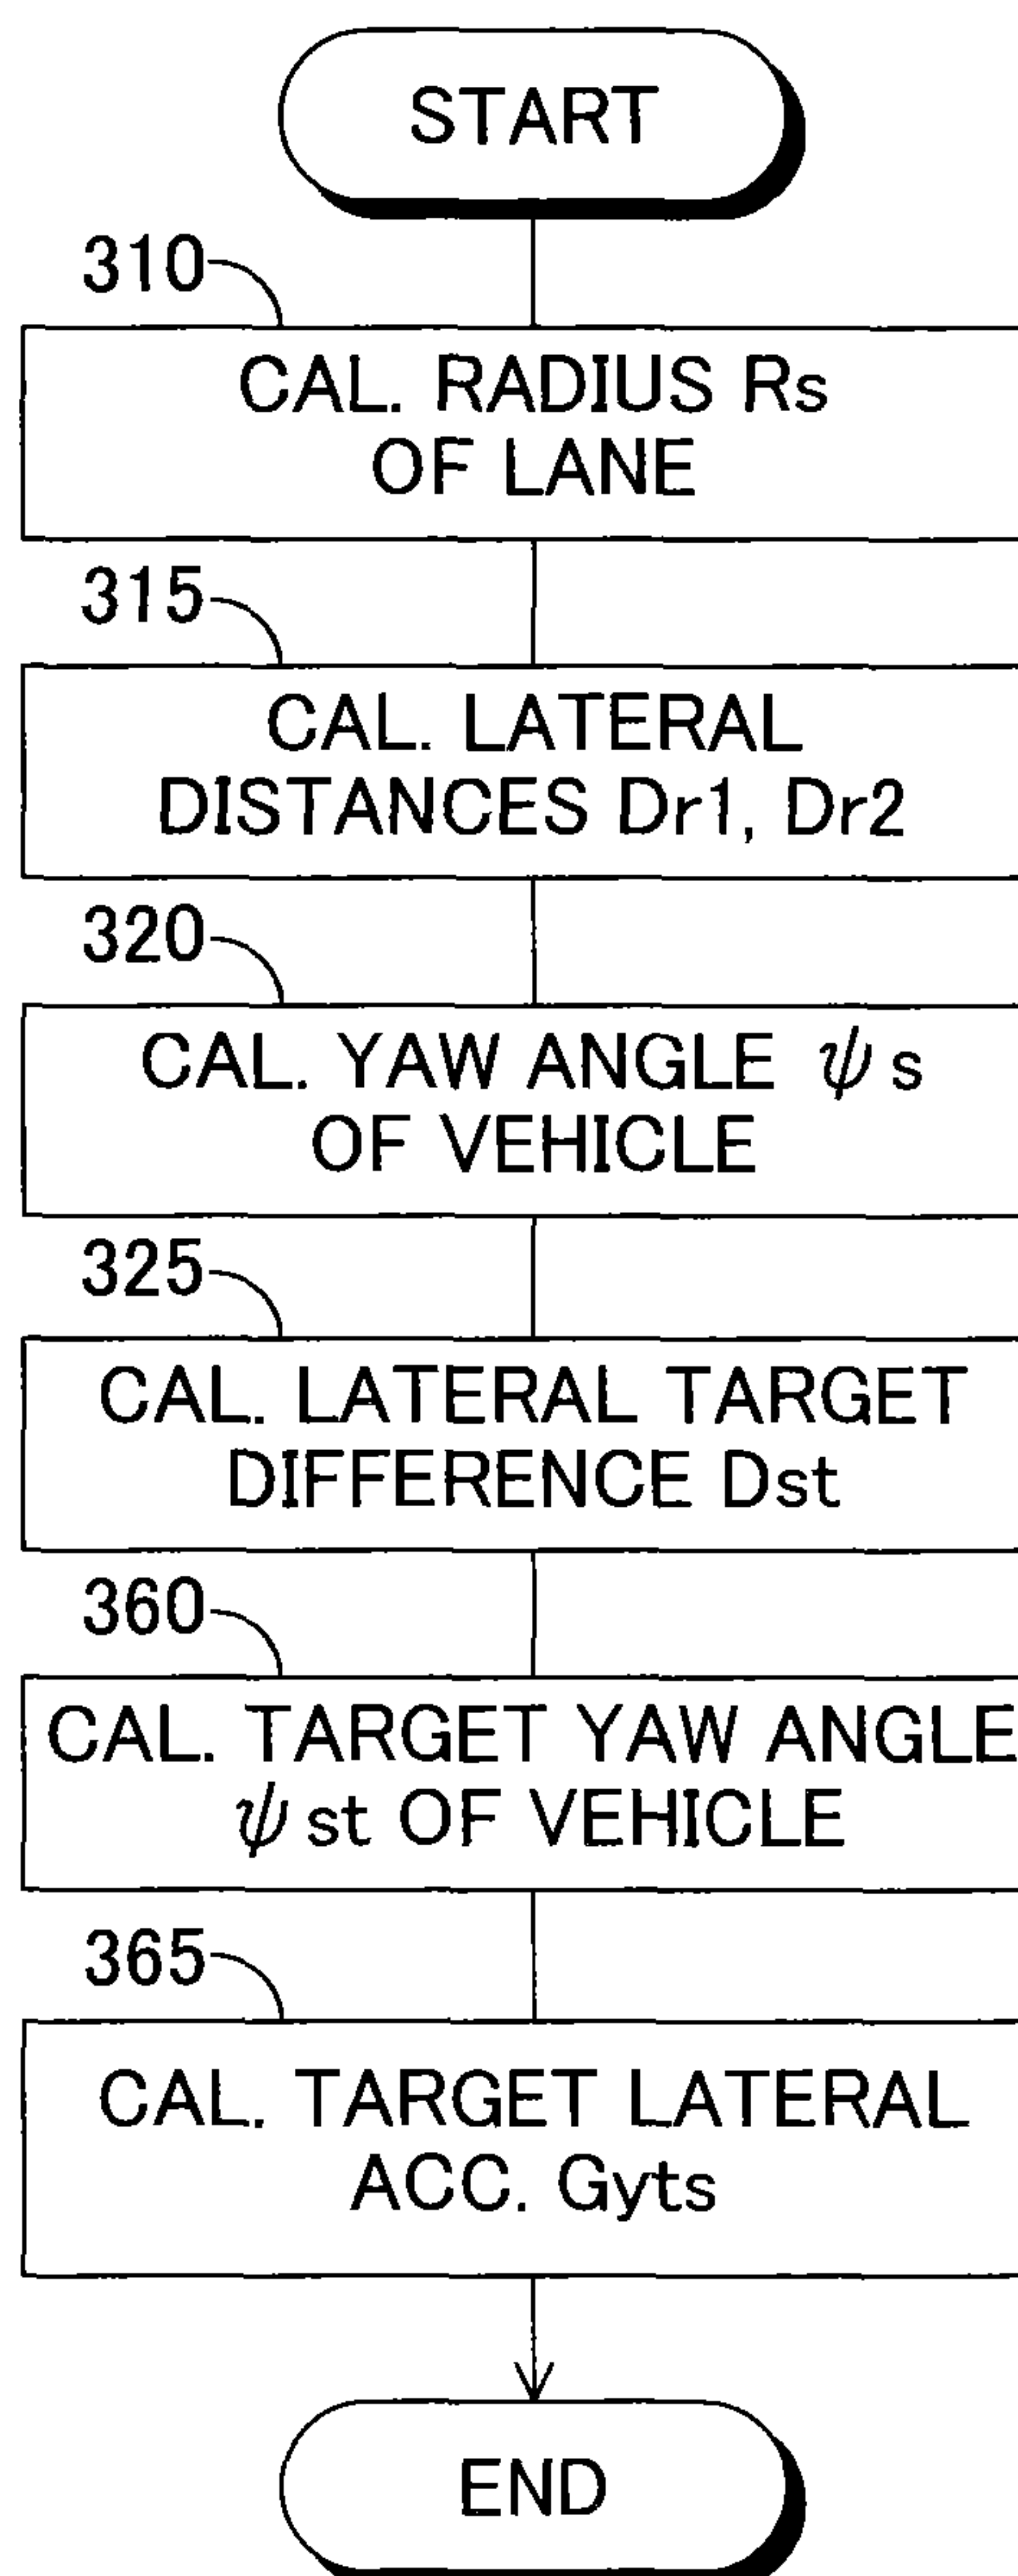 START
310
CAL. RADIUS Rs
OF LANE
315
CAL. LATERAL
DISTANCES Dr1, Dr2
320
CAL. YAW ANGLE ψs
OF VEHICLE
325
CAL. LATERAL TARGET
DIFFERENCE Dst
360
CAL. TARGET YAW ANGLE
ψst OF VEHICLE
365
CAL. TARGET LATERAL
ACC. Gyts
END